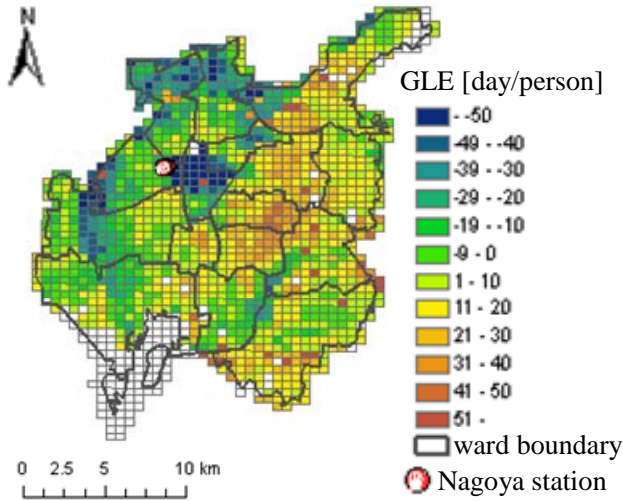 N
GLE [day/person]
- -50
-49 - -40
-39 - -30
-29 - -20
-19 - -10
-9 - 0
1 - 10
11 - 20
21 - 30
31 - 40
41 - 50
51 -
ward boundary
Nagoya station
0 2.5 5 10 km